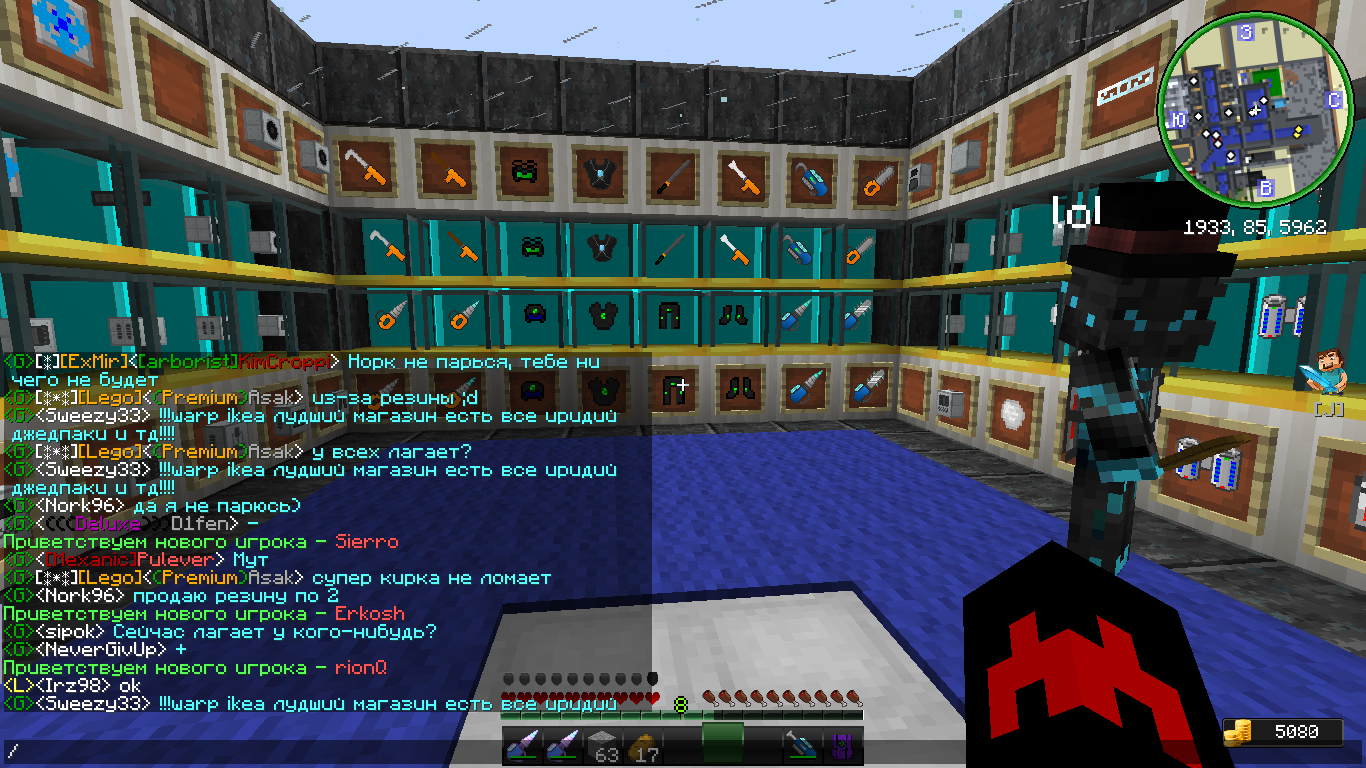 З
С
Ю
В
lol
1933, 85, 5962
<G>[*][ExMir]<[arborist]KimCroppi> Норк не парься, тебе ни
чего не будет
<G>[**][Lego]<(Premium)Asak> из-за резины ;d
<G><Sweezy33> !!!warp ikea лудший магазин есть все иридий
джедпаки и тд!!!!
<G>[**][Lego]<(Premium)Asak> у всех лагает?
<G><Sweezy33> !!!warp ikea лудший магазин есть все иридий
джедпаки и тд!!!!
<G><Nork96> да я не парюсь)
<G><(((Deluxe)))D1fen> -
Приветствуем нового игрока - Sierro
<G><[Mexanic]Pulever> Мут
<G>[**][Lego]<(Premium)Asak> супер кирка не ломает
<G><Nork96> продаю резину по 2
Приветствуем нового игрока - Erkosh
<G><sipok> Сейчас лагает у кого-нибудь?
<G><NeverGivUp> +
Приветствуем нового игрока - rionQ
<L><Irz98> ok
<G><Sweezy33> !!!warp ikea лудший магазин есть все иридий
[J]
8
63
17
5080
/